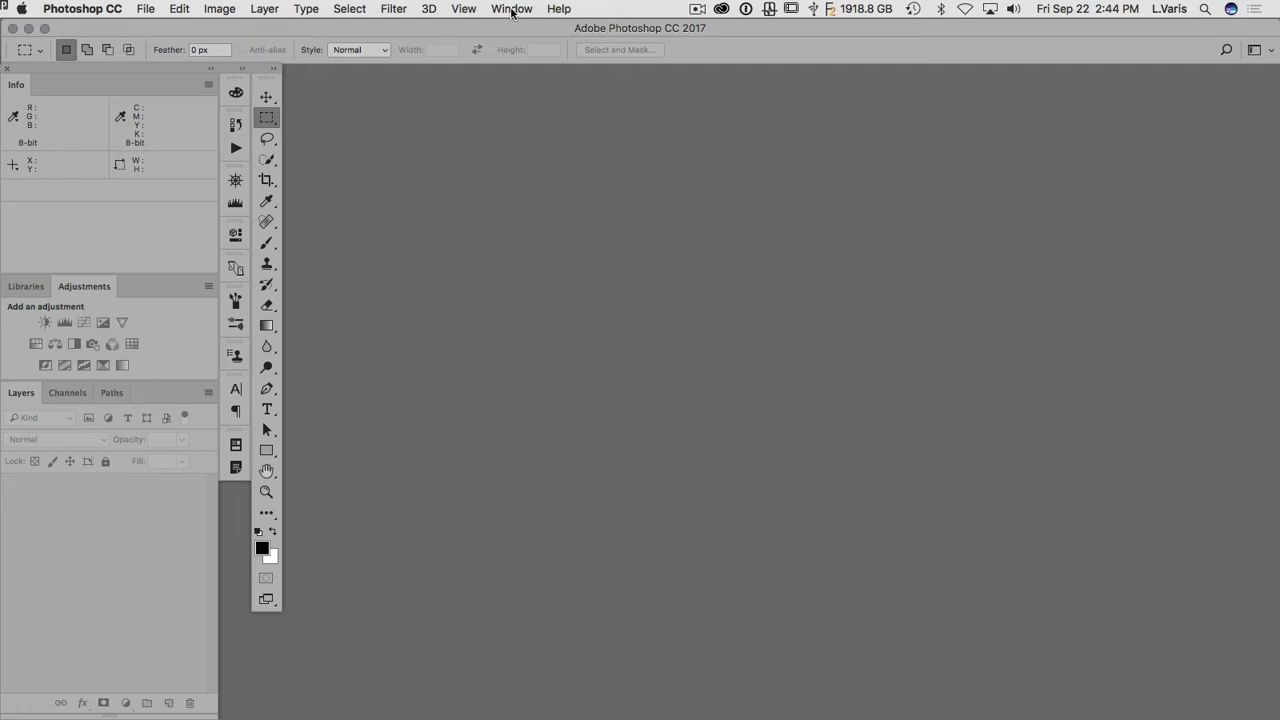 Photoshop CC File Edit Image Layer Type Select Filter 3D View Window Help 1918.8 GB Fri Sep 22 2:44 PM L.Varis
Adobe Photoshop CC 2017
Feather: 0 px Anti-alias Style: Normal Width: Height: Select and Mask...
Info
R: C:
G: M:
B: Y:
K:
8-bit 8-bit
X: W:
Y: H:
Libraries Adjustments
Add an adjustment
Layers Channels Paths
Kind
Normal Opacity:
Lock: Fill: